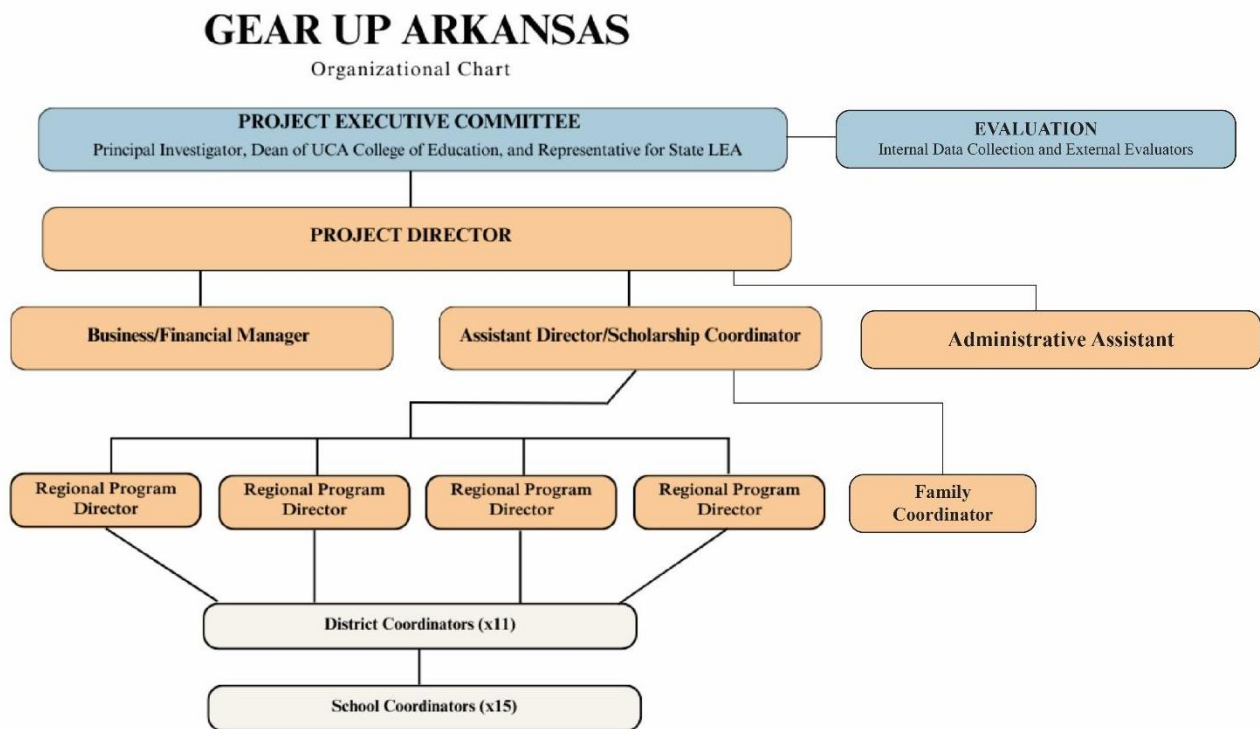 GEAR UP ARKANSAS
Organizational Chart
PROJECT EXECUTIVE COMMITTEE
Principal Investigator, Dean of UCA College of Education, and Representative for State LEA
EVALUATION
Internal Data Collection and External Evaluators
PROJECT DIRECTOR
Business/Financial Manager
Assistant Director/Scholarship Coordinator
Administrative Assistant
Regional Program
Director
Regional Program
Director
Regional Program
Director
Regional Program
Director
Family
Coordinator
District Coordinators (x11)
School Coordinators (x15)